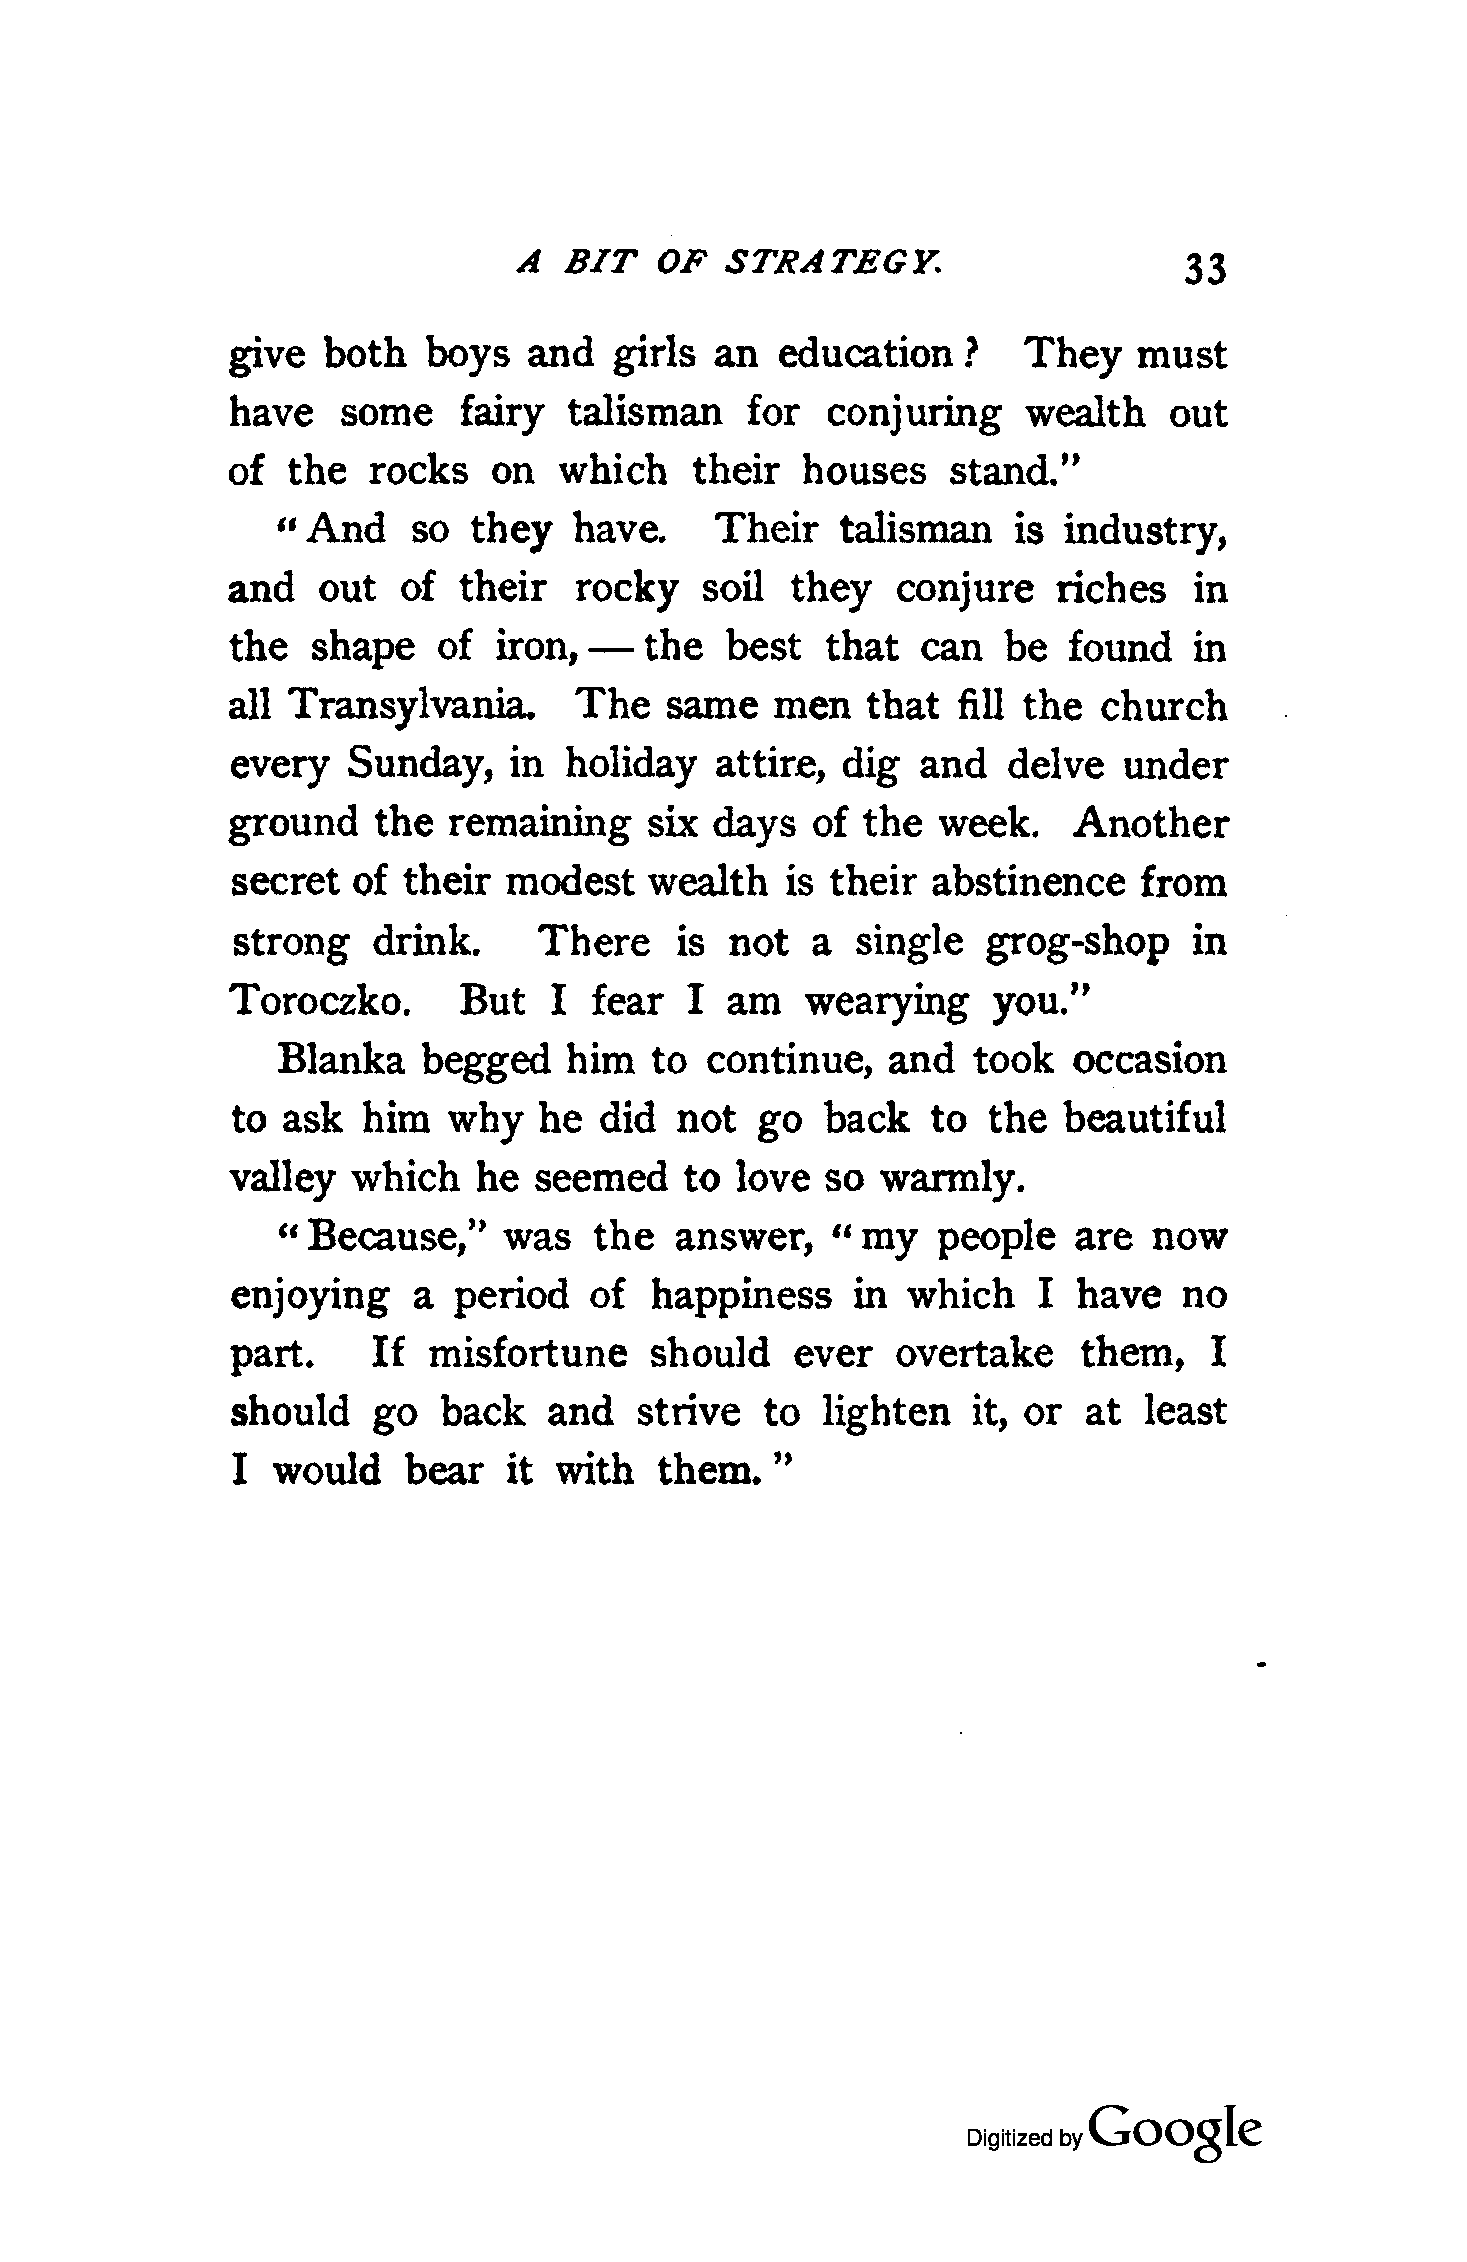 A BIT OF STRATEGY. 33
give both boys and girls an education? They must
have some fairy talisman for conjuring wealth out
of the rocks on which their houses stand."
"And so they have. Their talisman is industry,
and out of their rocky soil they conjure riches in
the shape of iron,—the best that can be found in
all Transylvania. The same men that fill the church
every Sunday, in holiday attire, dig and delve under
ground the remaining six days of the week. Another
secret of their modest wealth is their abstinence from
strong drink. There is not a single grog-shop in
Toroczko. But I fear I am wearying you."
Blanka begged him to continue, and took occasion
to ask him why he did not go back to the beautiful
valley which he seemed to love so warmly.
"Because," was the answer, "my people are now
enjoying a period of happiness in which I have no
part. If misfortune should ever overtake them, I
should go back and strive to lighten it, or at least
I would bear it with them."
Digitized by Google